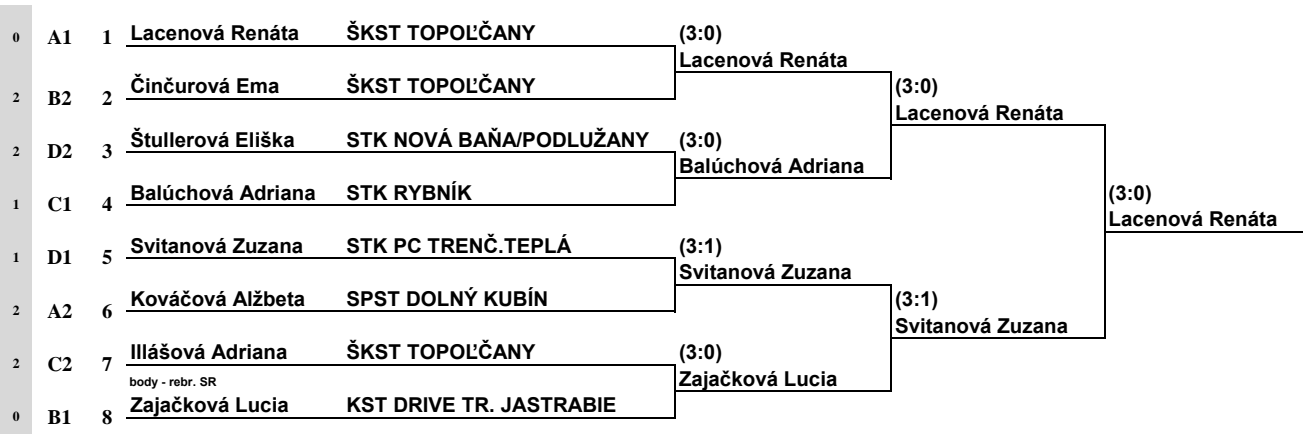 0 A1 1 Lacenová Renáta ŠKST TOPOĽČANY (3:0)
Lacenová Renáta
2 B2 2 Činčurová Ema ŠKST TOPOĽČANY (3:0)
Lacenová Renáta
2 D2 3 Štullerová Eliška STK NOVÁ BAŇA/PODLUŽANY (3:0)
Balúchová Adriana
1 C1 4 Balúchová Adriana STK RYBNÍK (3:0)
Lacenová Renáta
1 D1 5 Svitanová Zuzana STK PC TRENČ.TEPLÁ (3:1)
Svitanová Zuzana
2 A2 6 Kováčová Alžbeta SPST DOLNÝ KUBÍN (3:1)
Svitanová Zuzana
2 C2 7 Illášová Adriana ŠKST TOPOĽČANY (3:0)
body - rebr. SR Zajačková Lucia
0 B1 8 Zajačková Lucia KST DRIVE TR. JASTRABIE